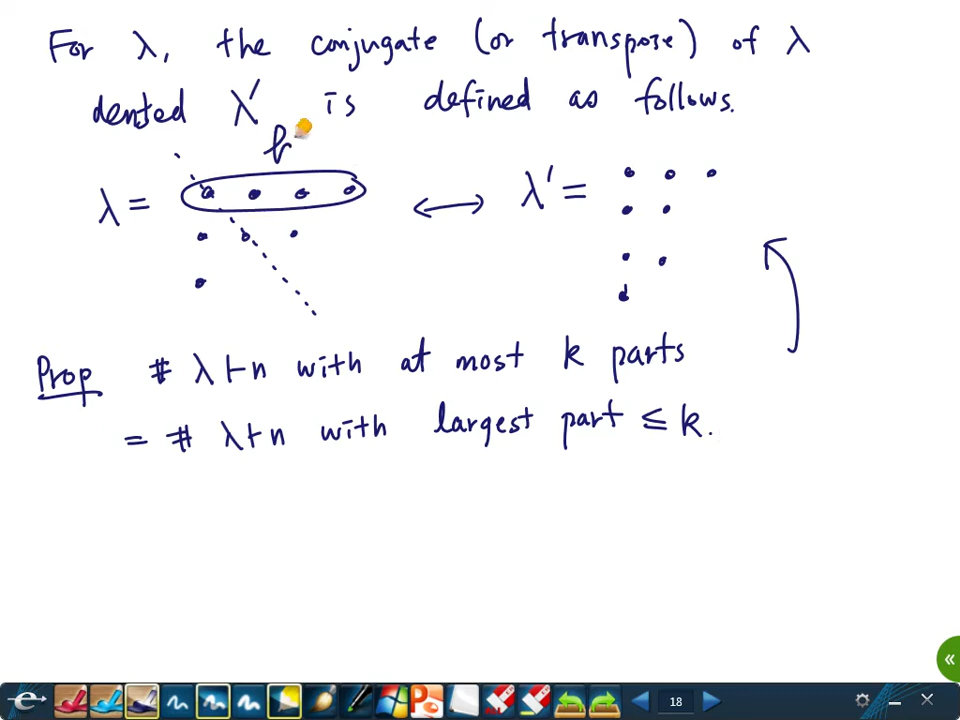 For λ, the conjugate (or transpose) of λ
dented λ' is defined as follows.
λ = ⟷ λ' =
Prop # λ⊢n with at most k parts
= # λ⊢n with largest part ≤ k.
18